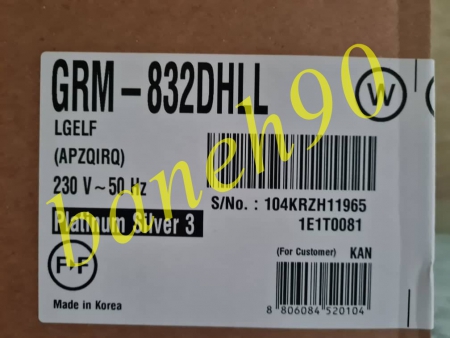 GRM-832DHLL
W
LGELF
(APZQIRQ)
230 V ~ 50 Hz
S/No. : 104KRZH11965
1E1T0081
Platinum Silver 3
(For Customer) KAN
F+F
Made in Korea
8 806084 520104
baneh90